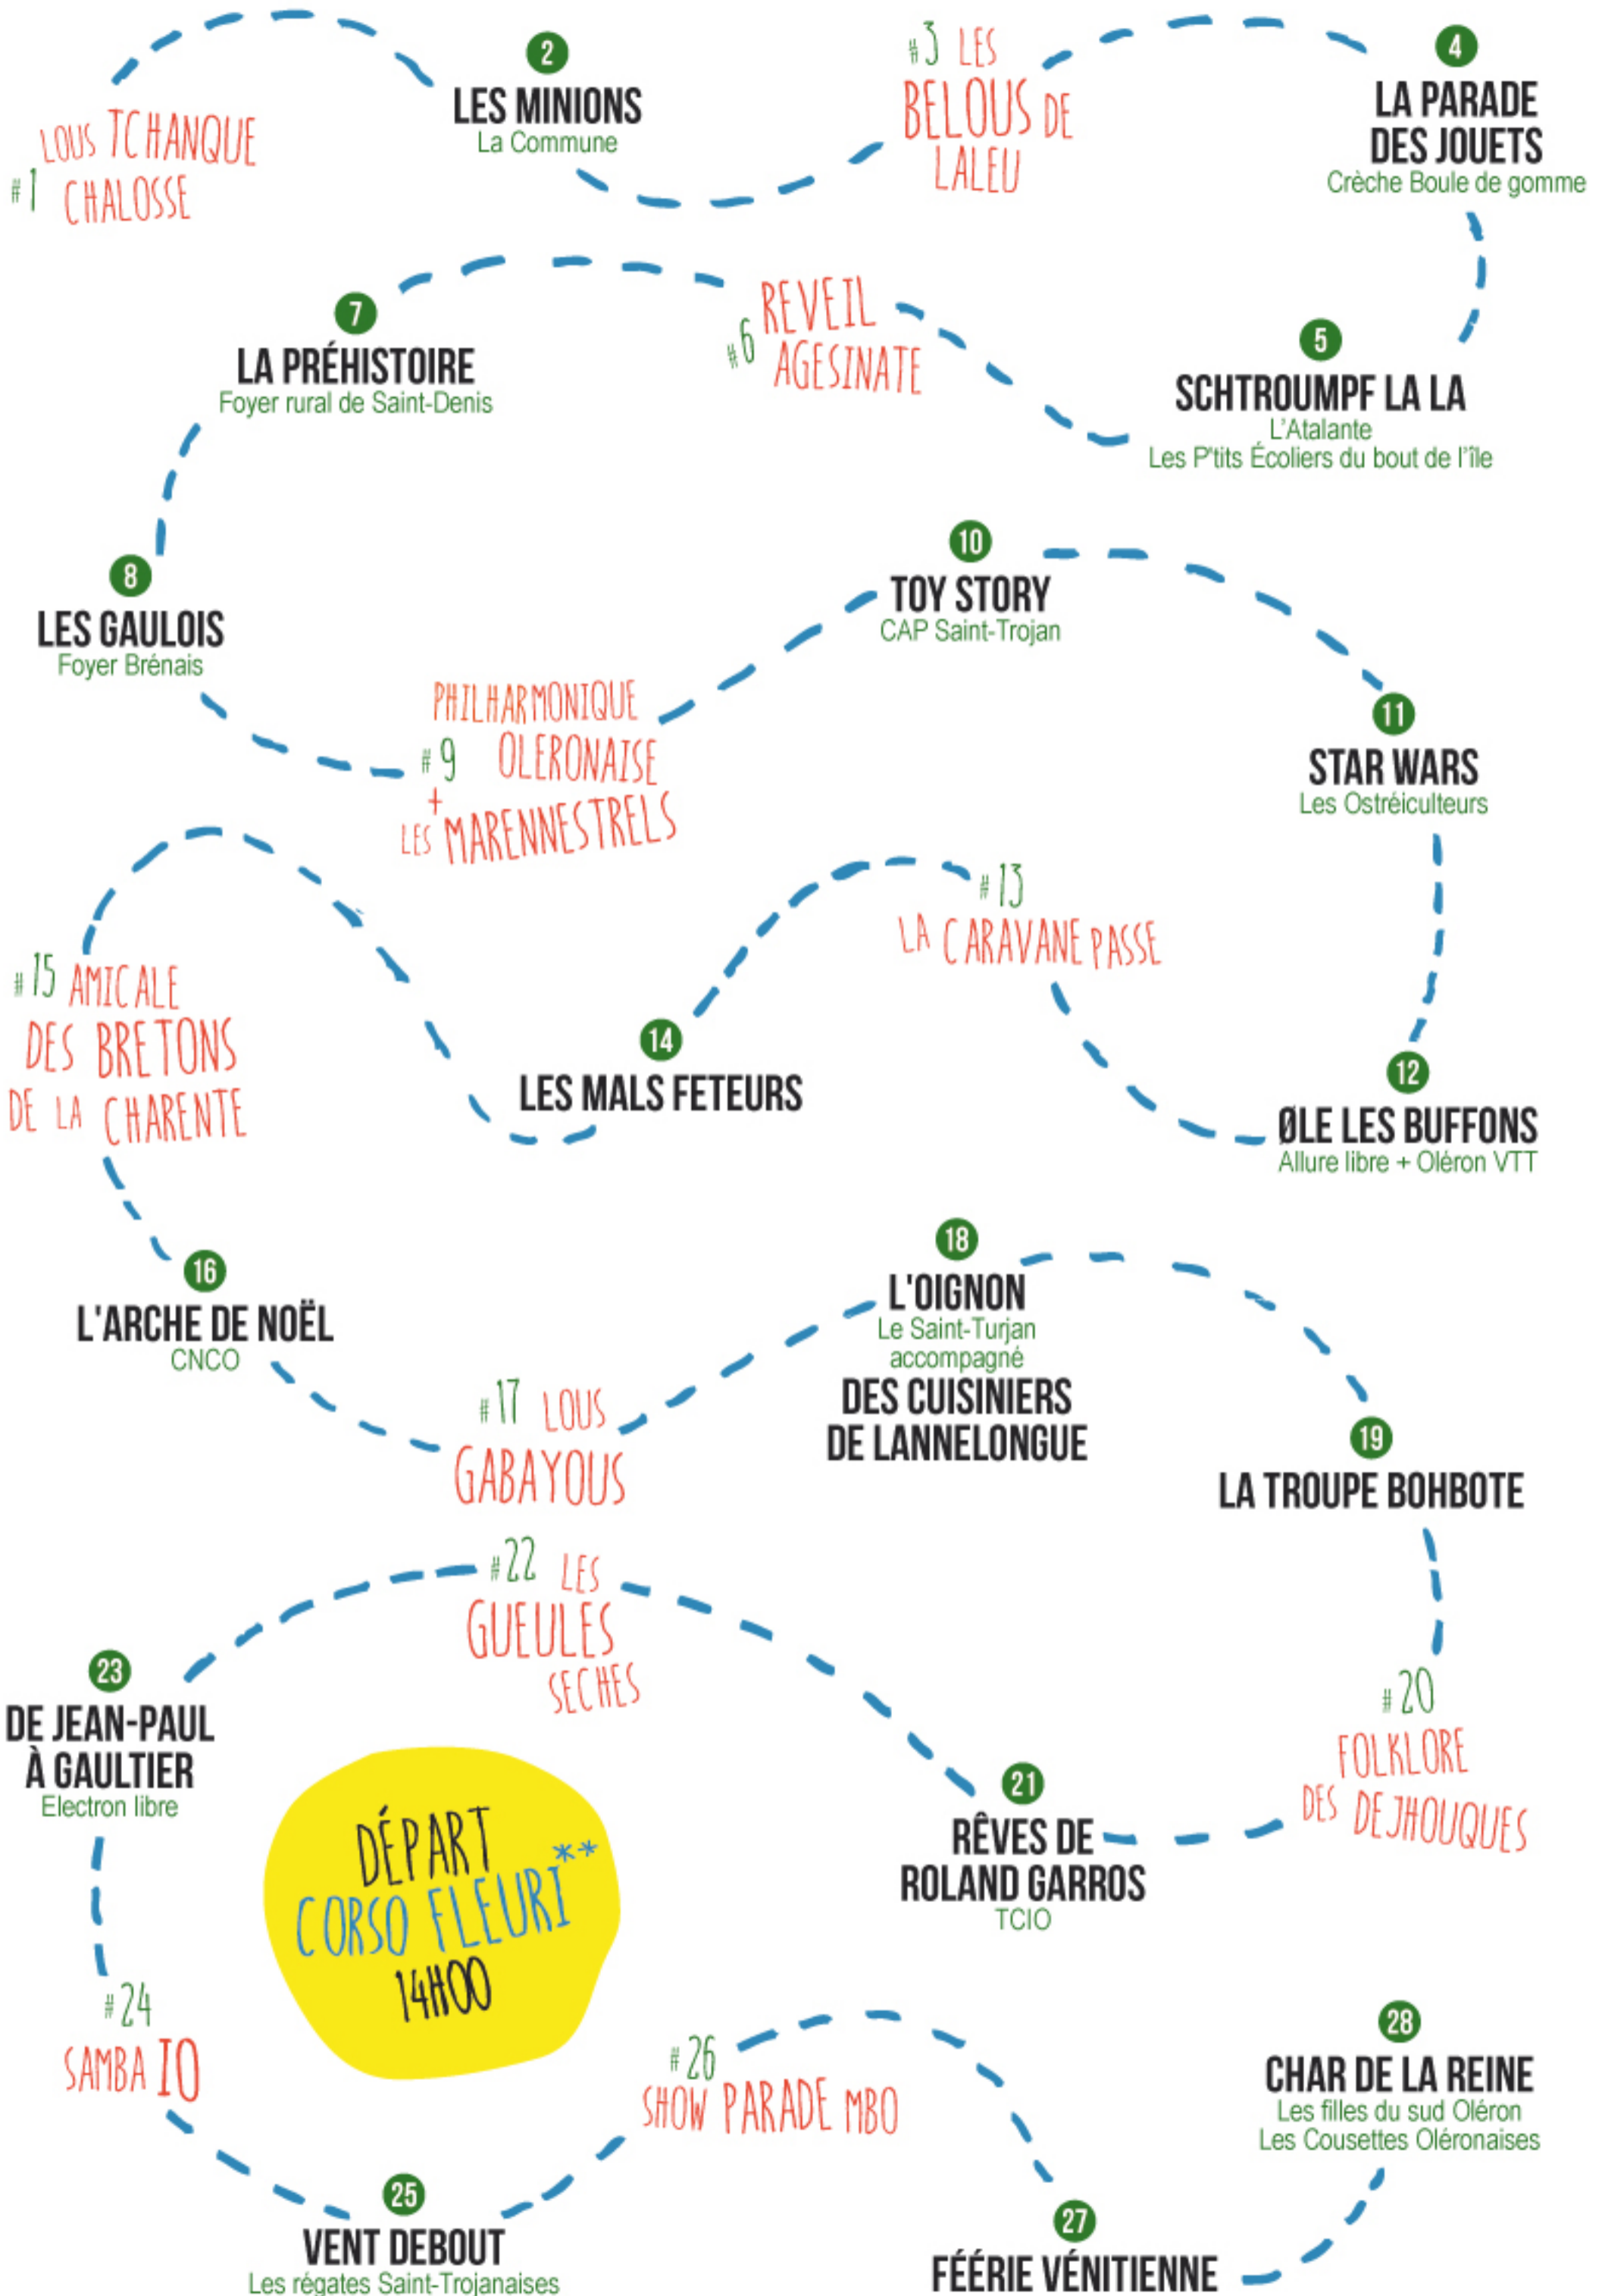 #1 LOUS TCHANQUE
CHALOSSE
2
LES MINIONS
La Commune
#3 LES
BELOUS DE
LALEU
4
LA PARADE
DES JOUETS
Crèche Boule de gomme
5
SCHTROUMPF LA LA
L'Atalante
Les P'tits Écoliers du bout de l'île
#6 REVEIL
AGESINATE
7
LA PRÉHISTOIRE
Foyer rural de Saint-Denis
8
LES GAULOIS
Foyer Brénais
PHILHARMONIQUE
#9 OLERONAISE
+
LES MARENNESTRELS
10
TOY STORY
CAP Saint-Trojan
11
STAR WARS
Les Ostréiculteurs
12
ØLE LES BUFFONS
Allure libre + Oléron VTT
#13
LA CARAVANE PASSE
14
LES MALS FETEURS
#15 AMICALE
DES BRETONS
DE LA CHARENTE
16
L'ARCHE DE NOËL
CNCO
#17 LOUS
GABAYOUS
18
L'OIGNON
Le Saint-Turjan
accompagné
DES CUISINIERS
DE LANNELONGUE
19
LA TROUPE BOHBOTE
#20
FOLKLORE
DES DEJHOUQUES
21
RÊVES DE
ROLAND GARROS
TCIO
#22 LES
GUEULES
SECHES
23
DE JEAN-PAUL
À GAULTIER
Electron libre
DÉPART
CORSO FLEURI**
14H00
#24
SAMBA IO
25
VENT DEBOUT
Les régates Saint-Trojanaises
#26
SHOW PARADE MBO
27
FÉÉRIE VÉNITIENNE
28
CHAR DE LA REINE
Les filles du sud Oléron
Les Cousettes Oléronaises